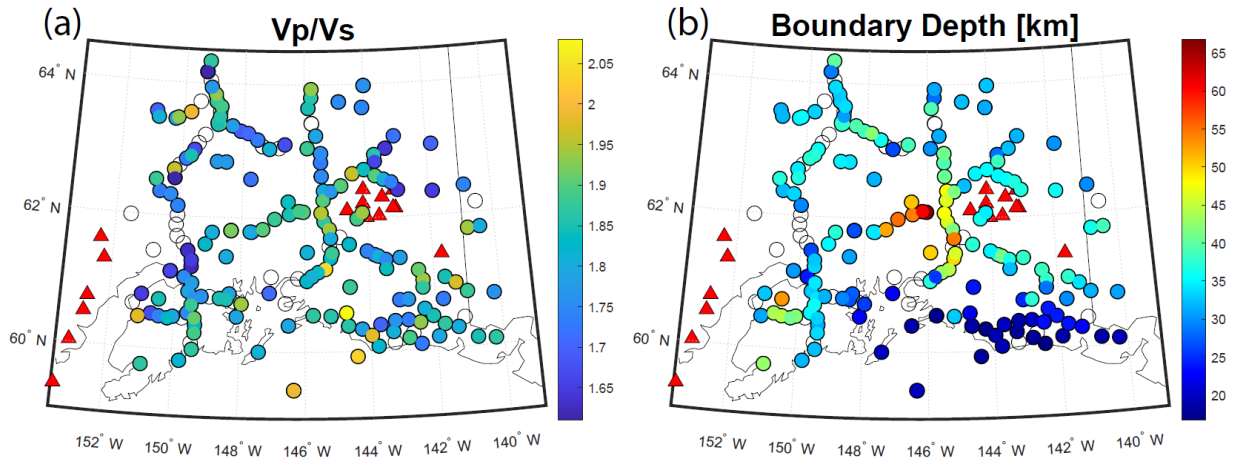 (a)
Vp/Vs
64° N
62° N
60° N
152° W
150° W
148° W
146° W
144° W
142° W
140° W
2.05
2
1.95
1.9
1.85
1.8
1.75
1.7
1.65
(b)
Boundary Depth [km]
64° N
62° N
60° N
152° W
150° W
148° W
146° W
144° W
142° W
140° W
65
60
55
50
45
40
35
30
25
20